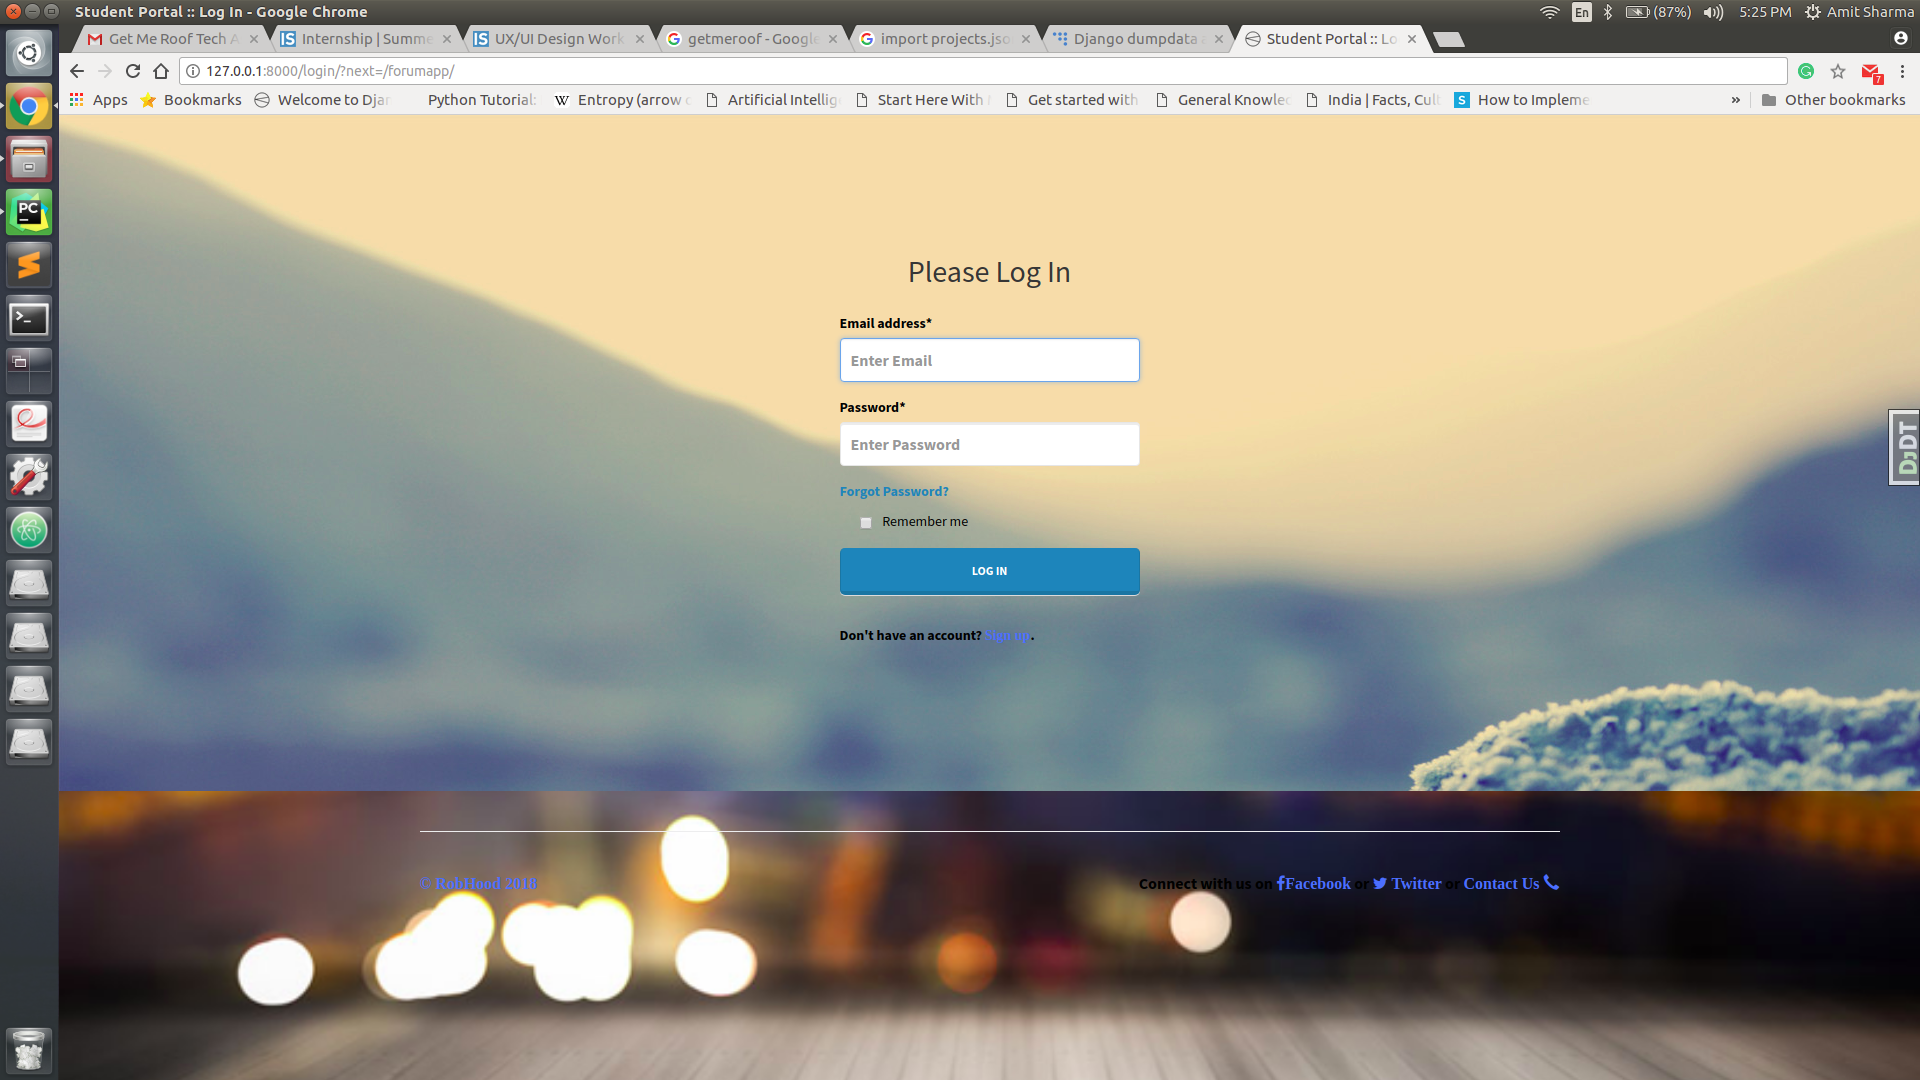 Student Portal :: Log In - Google Chrome
En (87%) 5:25 PM Amit Sharma
Get Me Roof Tech
Internship | Summe
UX/UI Design Work
getmeroof - Google
import projects.jso
Django dumpdata
Student Portal :: Lo
127.0.0.1:8000/login/?next=/forumapp/
7
Apps Bookmarks Welcome to Djan Python Tutorial: W Entropy (arrow Artificial Intellig Start Here With Get started with General Knowle India | Facts, Cul S How to Impleme » Other bookmarks
PC
Please Log In
Email address*
Enter Email
Password*
Enter Password
Forgot Password?
Remember me
LOG IN
Don't have an account? Sign up.
DjDT
© RobHood 2018
Connect with us on Facebook or Twitter or Contact Us